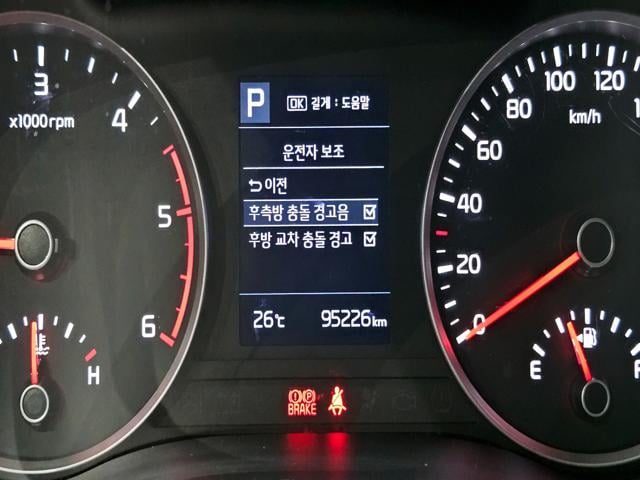 3
4
5
6
x1000rpm
H
P
OK 길게 : 도움말
운전자 보조
이전
후측방 충돌 경고음
후방 교차 충돌 경고
26℃ 95226km
BRAKE
0
20
40
60
80
100
120
km/h
E